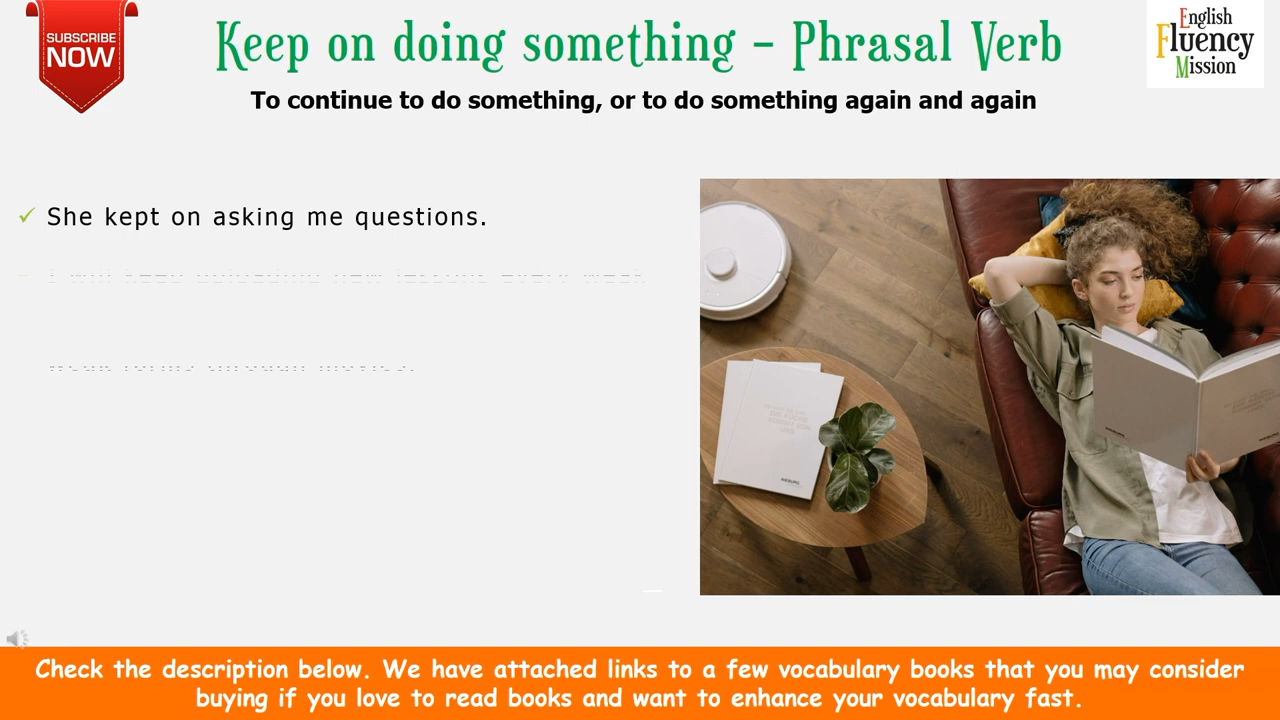 SUBSCRIBE
NOW
Keep on doing something – Phrasal Verb
English
Fluency
Mission
To continue to do something, or to do something again and again
✓ She kept on asking me questions.
Check the description below. We have attached links to a few vocabulary books that you may consider
buying if you love to read books and want to enhance your vocabulary fast.